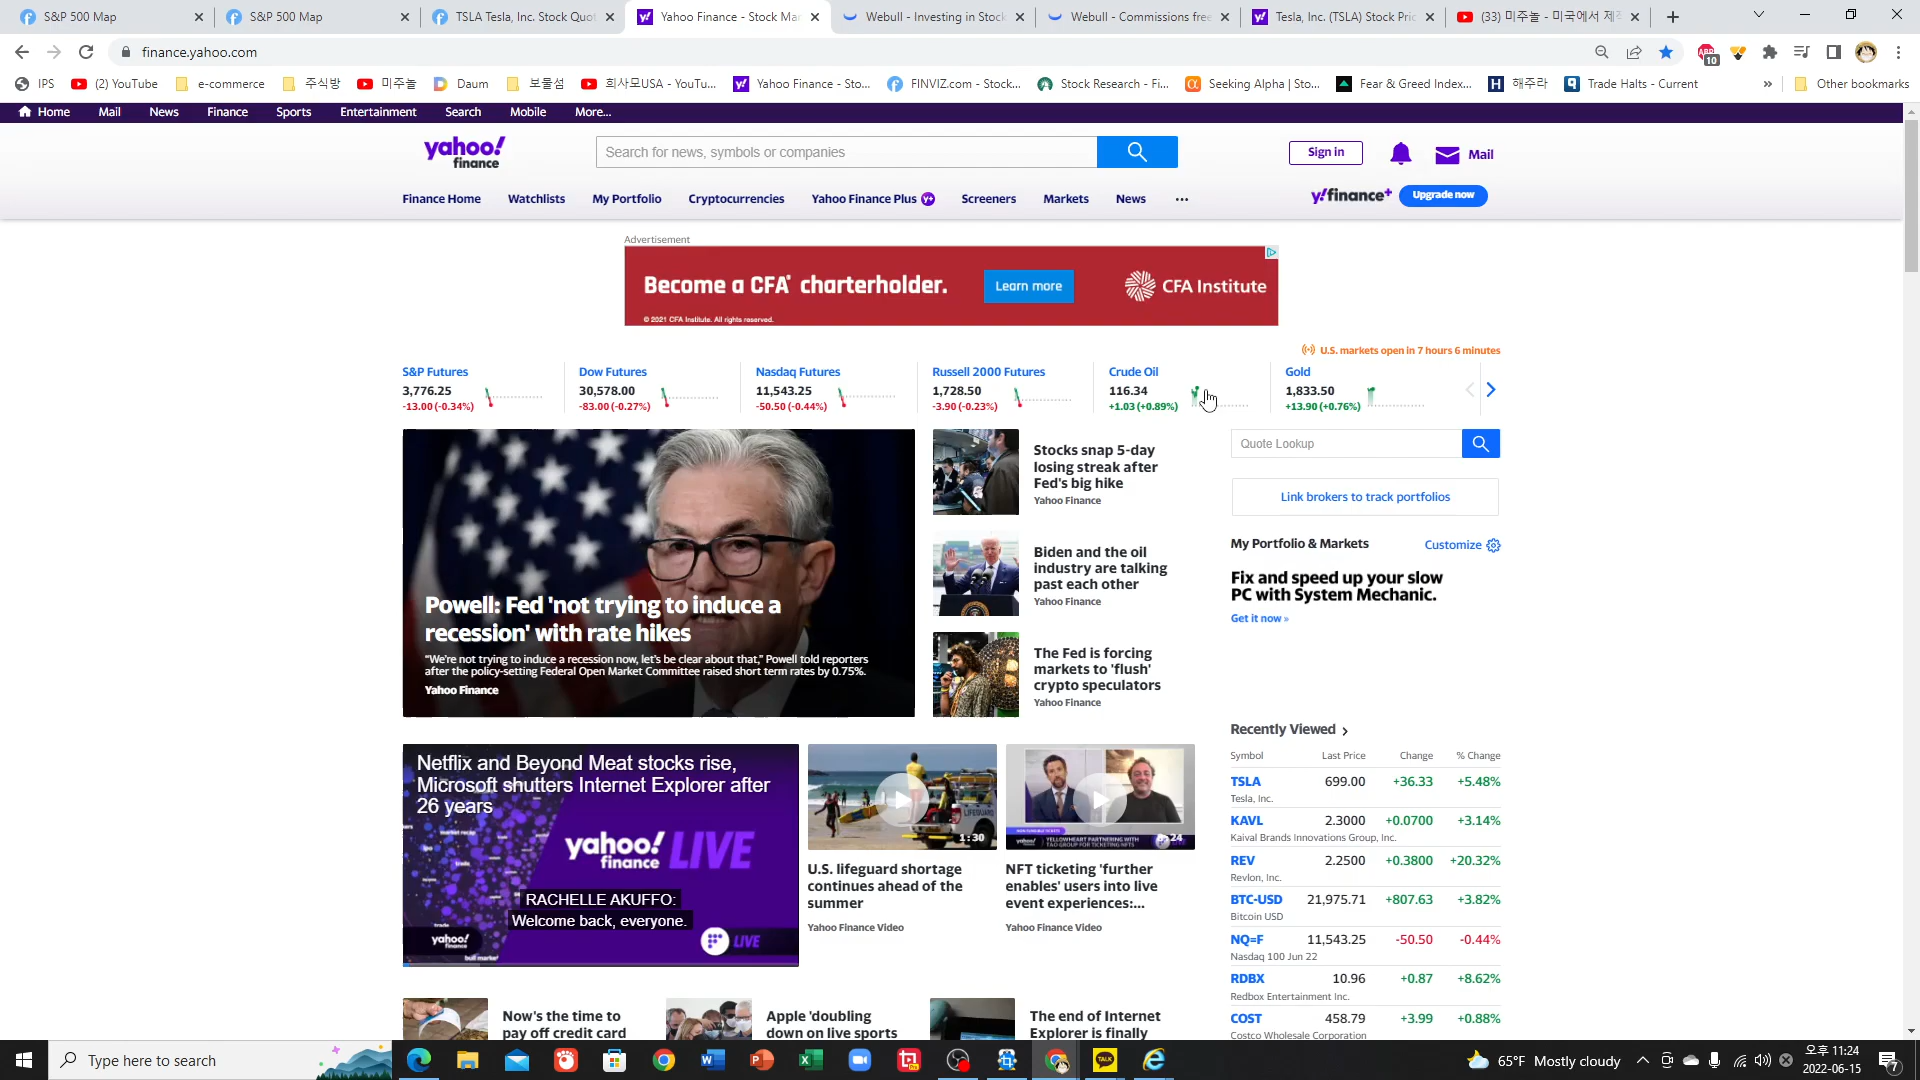 S&P 500 Map
S&P 500 Map
TSLA Tesla, Inc. Stock Quot
Yahoo Finance - Stock Mar
Webull - Investing in Stock
Webull - Commissions free
Tesla, Inc. (TSLA) Stock Pric
(33) 미주놀 - 미국에서
finance.yahoo.com
10
IPS
(2) YouTube
e-commerce
주식방
미주놀
Daum
보물섬
희사모USA - YouTu...
Yahoo Finance - Sto...
FINVIZ.com - Stock...
Stock Research - Fi...
Seeking Alpha | Sto...
Fear & Greed Index...
해주라
Trade Halts - Current
»
Other bookmarks
Home
Mail
News
Finance
Sports
Entertainment
Search
Mobile
More...
yahoo!
finance
Search for news, symbols or companies
Sign in
Mail
Finance Home
Watchlists
My Portfolio
Cryptocurrencies
Yahoo Finance Plus
Screeners
Markets
News
...
y!finance+
Upgrade now
Advertisement
Become a CFA® charterholder.
Learn more
CFA Institute
© 2021 CFA Institute. All rights reserved.
U.S. markets open in 7 hours 6 minutes
S&P Futures
3,776.25
-13.00 (-0.34%)
Dow Futures
30,578.00
-83.00 (-0.27%)
Nasdaq Futures
11,543.25
-50.50 (-0.44%)
Russell 2000 Futures
1,728.50
-3.90 (-0.23%)
Crude Oil
116.34
+1.03 (+0.89%)
Gold
1,833.50
+13.90 (+0.76%)
Powell: Fed 'not trying to induce a
recession' with rate hikes
“We're not trying to induce a recession now, let's be clear about that,” Powell told reporters
after the policy-setting Federal Open Market Committee raised short term rates by 0.75%.
Yahoo Finance
Stocks snap 5-day
losing streak after
Fed's big hike
Yahoo Finance
Biden and the oil
industry are talking
past each other
Yahoo Finance
The Fed is forcing
markets to 'flush'
crypto speculators
Yahoo Finance
Quote Lookup
Link brokers to track portfolios
My Portfolio & Markets
Customize
Fix and speed up your slow
PC with System Mechanic.
Get it now »
Netflix and Beyond Meat stocks rise,
Microsoft shutters Internet Explorer after
26 years
yahoo!
finance LIVE
RACHELLE AKUFFO:
Welcome back, everyone.
yahoo!
finance
LIVE
1:30
U.S. lifeguard shortage
continues ahead of the
summer
Yahoo Finance Video
24
NFT ticketing 'further
enables' users into live
event experiences:...
Yahoo Finance Video
Recently Viewed
Symbol Last Price Change % Change
TSLA 699.00 +36.33 +5.48%
Tesla, Inc.
KAVL 2.3000 +0.0700 +3.14%
Kaival Brands Innovations Group, Inc.
REV 2.2500 +0.3800 +20.32%
Revlon, Inc.
BTC-USD 21,975.71 +807.63 +3.82%
Bitcoin USD
NQ=F 11,543.25 -50.50 -0.44%
Nasdaq 100 Jun 22
RDBX 10.96 +0.87 +8.62%
Redbox Entertainment Inc.
COST 458.79 +3.99 +0.88%
Costco Wholesale Corporation
Now's the time to
pay off credit card
Apple 'doubling
down on live sports
The end of Internet
Explorer is finally
Type here to search
TALK
65°F Mostly cloudy
오후 11:24
2022-06-15
7